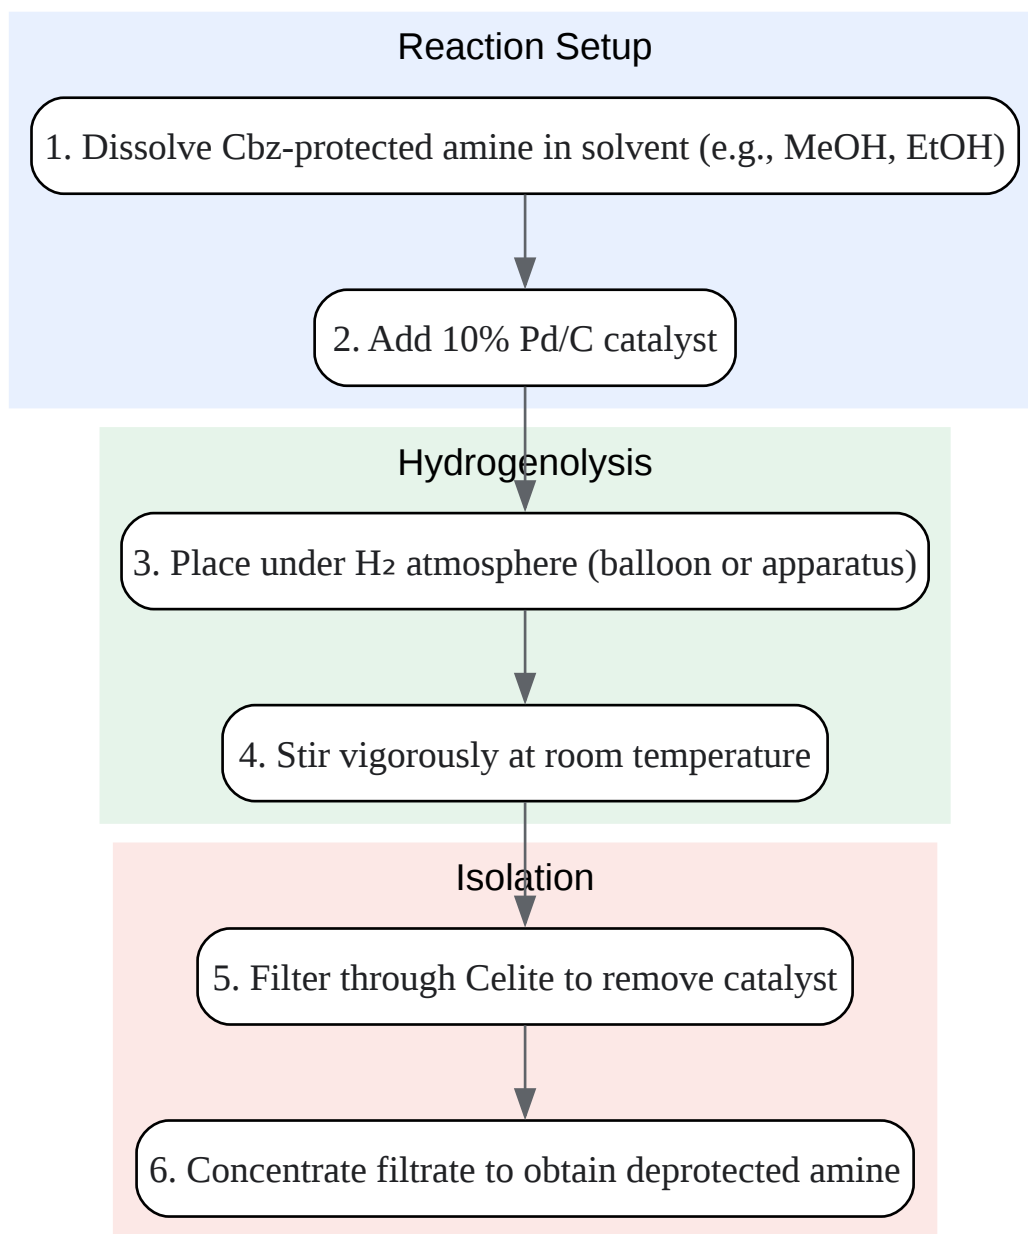 Reaction Setup
1. Dissolve Cbz-protected amine in solvent (e.g., MeOH, EtOH)
2. Add 10% Pd/C catalyst
Hydrogenolysis
3. Place under H₂ atmosphere (balloon or apparatus)
4. Stir vigorously at room temperature
Isolation
5. Filter through Celite to remove catalyst
6. Concentrate filtrate to obtain deprotected amine